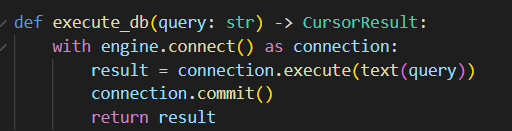 def execute_db(query: str) -> CursorResult:
    with engine.connect() as connection:
        result = connection.execute(text(query))
        connection.commit()
        return result